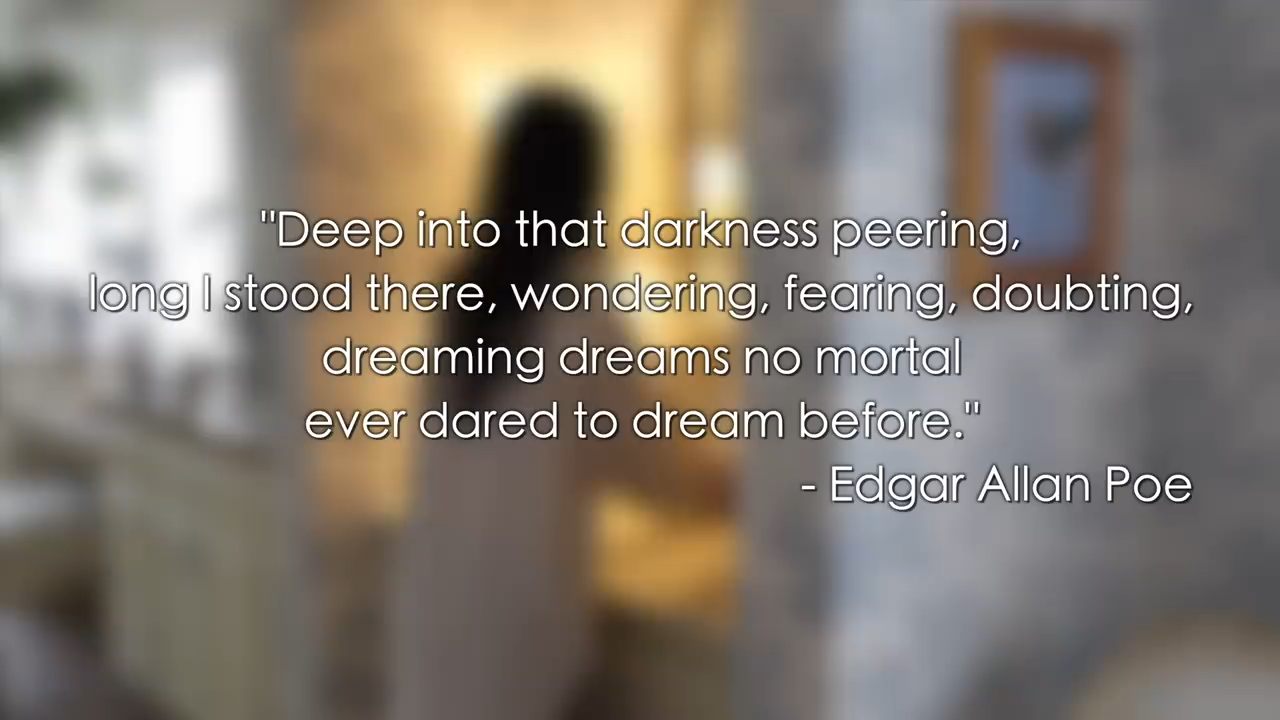 "Deep into that darkness peering,
long I stood there, wondering, fearing, doubting,
dreaming dreams no mortal
ever dared to dream before."
- Edgar Allan Poe